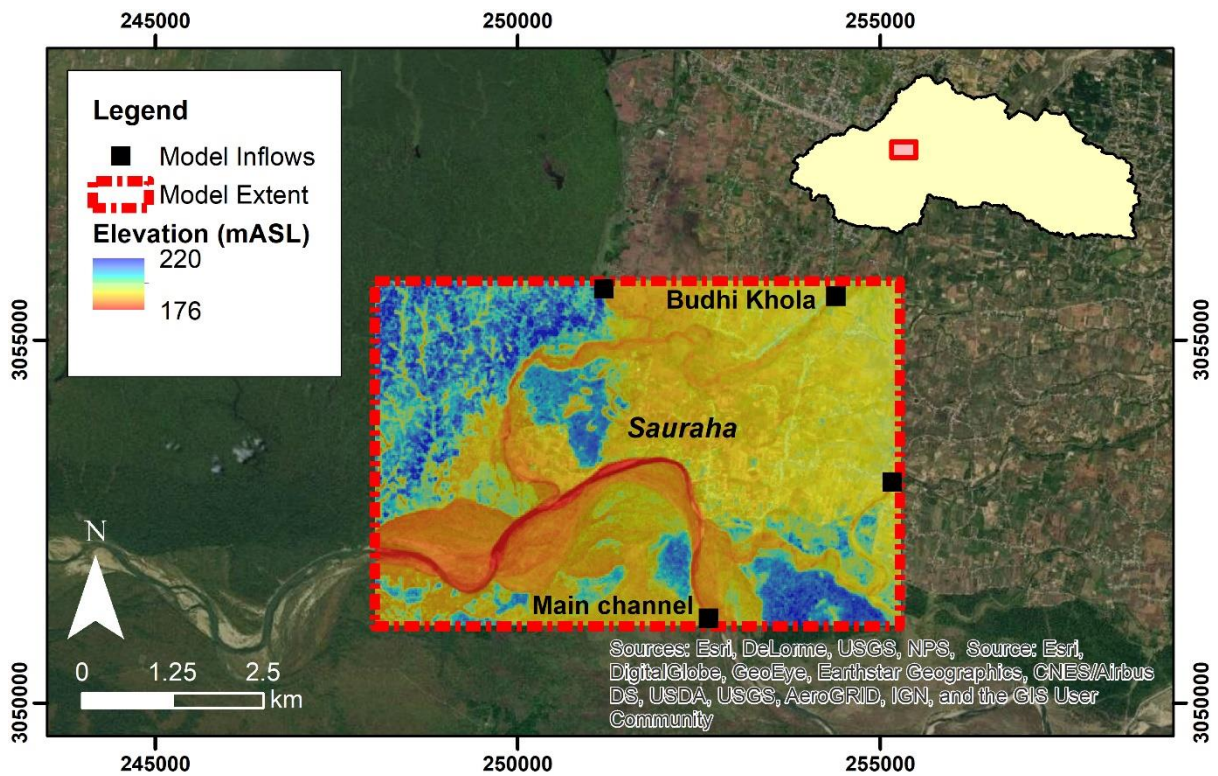 245000 250000 255000
Legend
Model Inflows
Model Extent
Elevation (mASL)
220
176
Budhi Khola
3055000 3055000
Sauraha
N
Main channel
0 1.25 2.5
km
Sources: Esri, DeLorme, USGS, NPS, Source: Esri,
DigitalGlobe, GeoEye, Earthstar Geographics, CNES/Airbus
DS, USDA, USGS, AeroGRID, IGN, and the GIS User
Community
3050000 3050000
245000 250000 255000